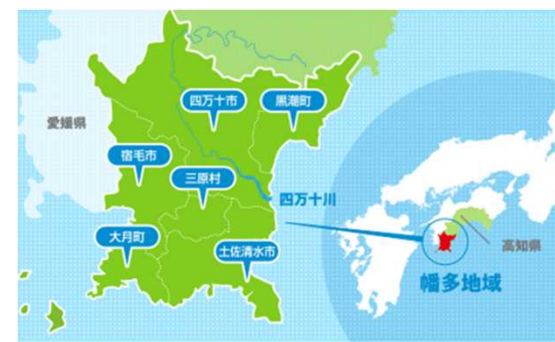 四万十市
黒潮町
愛媛県
宿毛市
三原村
四万十川
大月町
土佐清水市
高知県
幡多地域